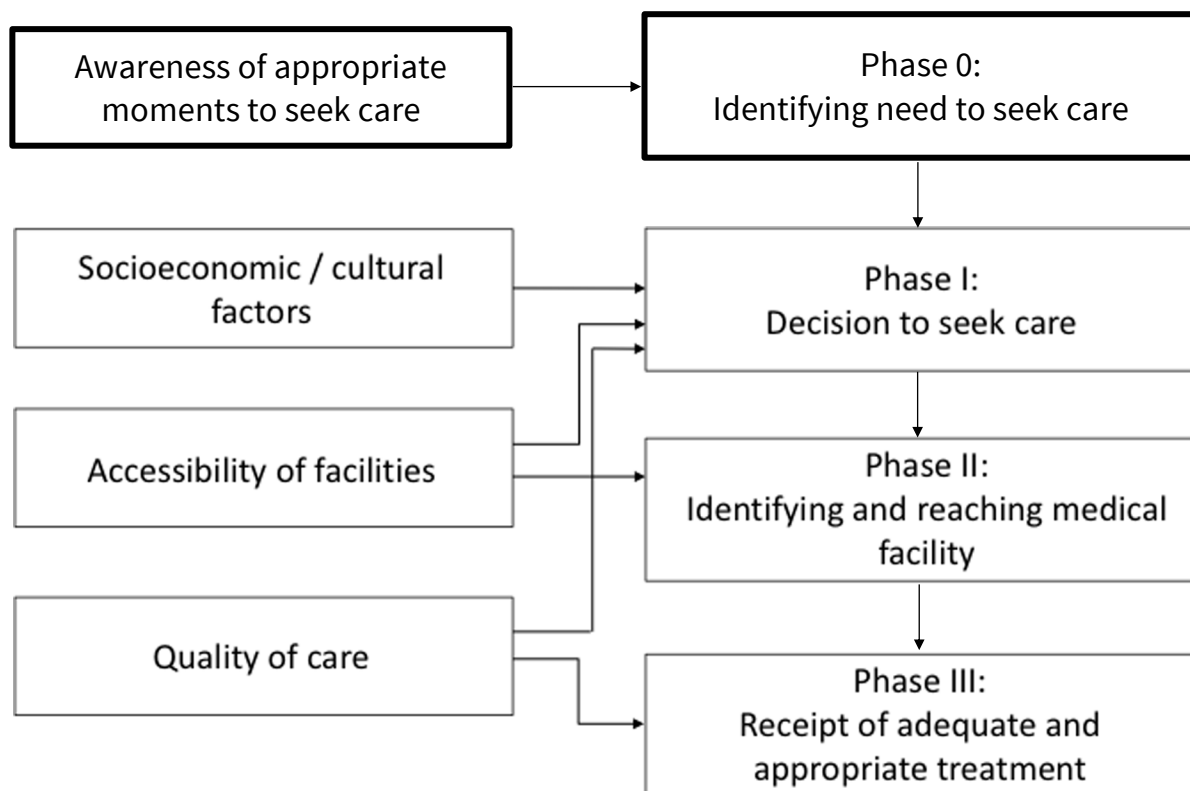 Awareness of appropriate
moments to seek care
Phase 0:
Identifying need to seek care
Socioeconomic / cultural
factors
Phase I:
Decision to seek care
Accessibility of facilities
Phase II:
Identifying and reaching medical
facility
Quality of care
Phase III:
Receipt of adequate and
appropriate treatment